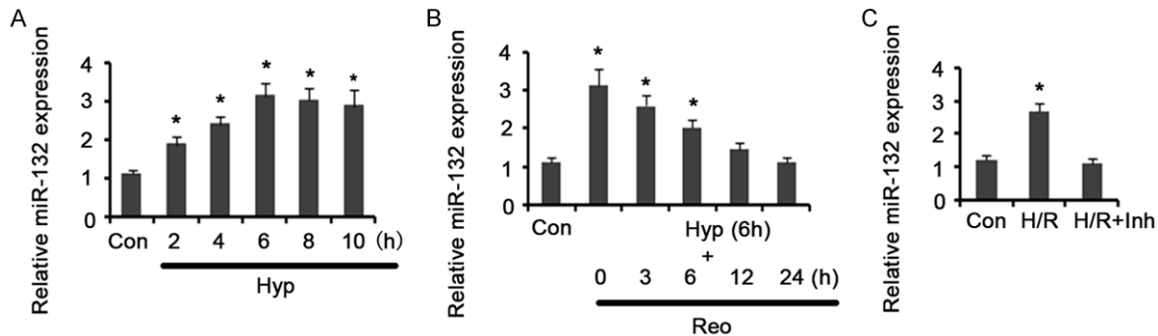 A
Relative miR-132 expression
4
3
2
1
0
* * * * *
Con 2 4 6 8 10 (h)
Hyp
B
Relative miR-132 expression
4
3
2
1
0
* * *
Con Hyp (6h)
+
0 3 6 12 24 (h)
Reo
C
Relative miR-132 expression
4
3
2
1
0
*
Con H/R H/R+Inh